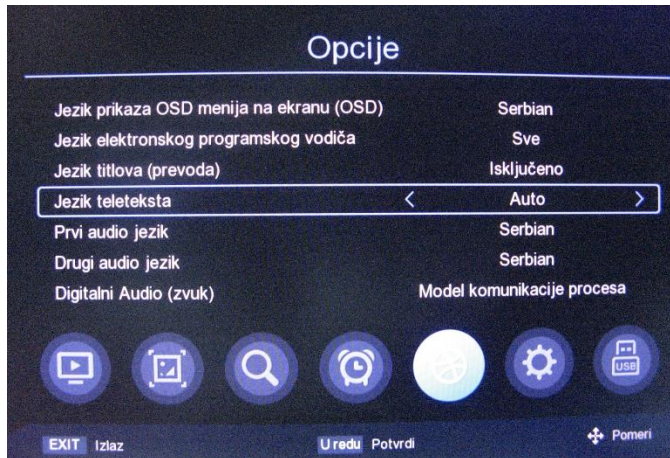 Opcije
Jezik prikaza OSD menija na ekranu (OSD) Serbian
Jezik elektronskog programskog vodiča Sve
Jezik titlova (prevoda) Isključeno
Jezik teleteksta < Auto >
Prvi audio jezik Serbian
Drugi audio jezik Serbian
Digitalni Audio (zvuk) Model komunikacije procesa
USB
EXIT Izlaz U redu Potvrdi Pomeri